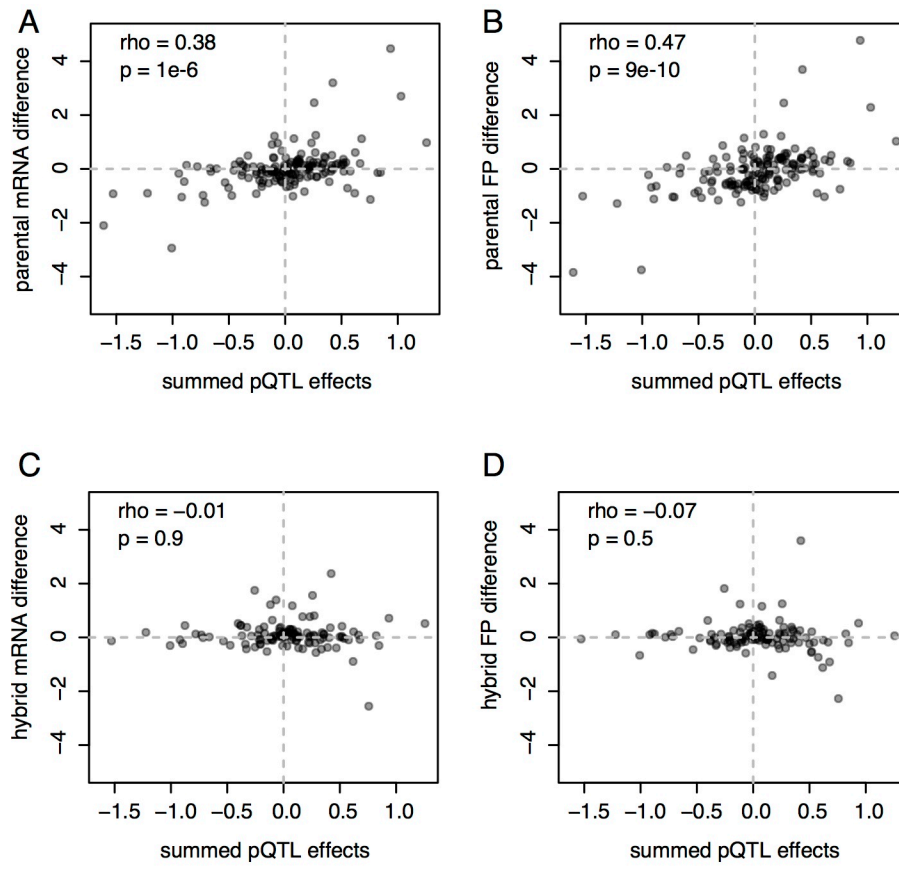 A
rho = 0.38
p = 1e-6
parental mRNA difference
4
2
0
−2
−4
−1.5 −1.0 −0.5 0.0 0.5 1.0
summed pQTL effects
B
rho = 0.47
p = 9e-10
parental FP difference
4
2
0
−2
−4
−1.5 −1.0 −0.5 0.0 0.5 1.0
summed pQTL effects
C
rho = −0.01
p = 0.9
hybrid mRNA difference
4
2
0
−2
−4
−1.5 −1.0 −0.5 0.0 0.5 1.0
summed pQTL effects
D
rho = −0.07
p = 0.5
hybrid FP difference
4
2
0
−2
−4
−1.5 −1.0 −0.5 0.0 0.5 1.0
summed pQTL effects